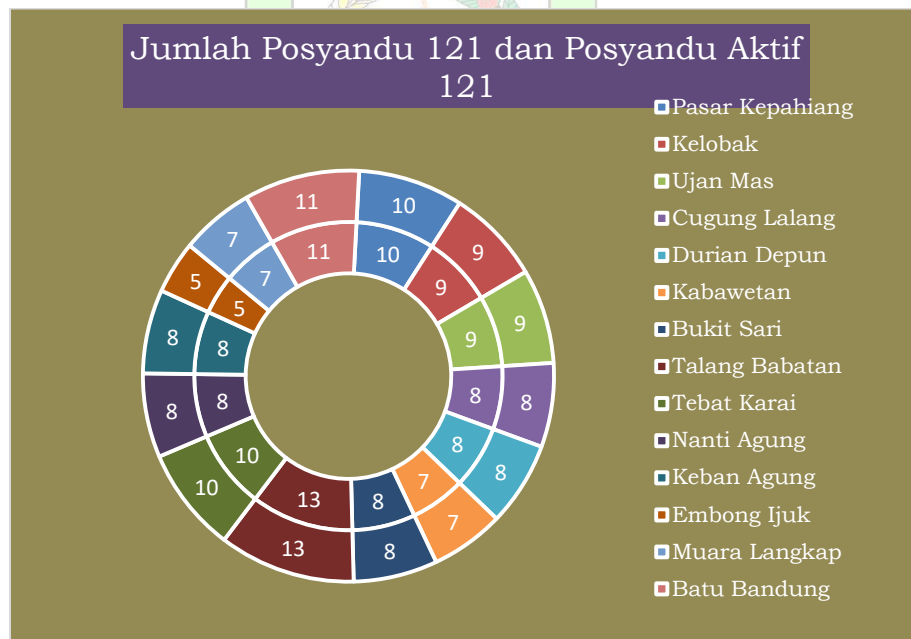 Jumlah Posyandu 121 dan Posyandu Aktif
121
Pasar Kepahiang
Kelobak
Ujan Mas
Cugung Lalang
Durian Depun
Kabawetan
Bukit Sari
Talang Babatan
Tebat Karai
Nanti Agung
Keban Agung
Embong Ijuk
Muara Langkap
Batu Bandung
10
9
9
8
8
7
8
13
10
8
8
5
7
11
10
9
9
8
8
7
8
13
10
8
8
5
7
11